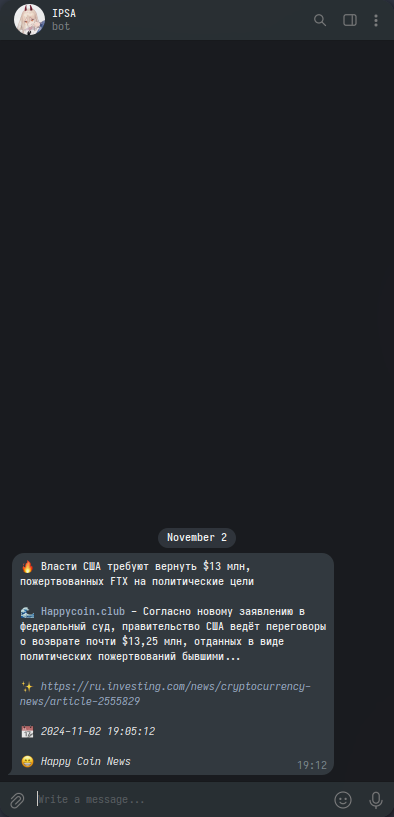 IPSA
bot
November 2
🔥 Власти США требуют вернуть $13 млн,
пожертвованных FTX на политические цели
🌊 Happycoin.club - Согласно новому заявлению в
федеральный суд, правительство США ведёт переговоры
о возврате почти $13,25 млн, отданных в виде
политических пожертвований бывшими...
✨ https://ru.investing.com/news/cryptocurrency-
news/article-2555829
📆 2024-11-02 19:05:12
😄 Happy Coin News
19:12
Write a message...